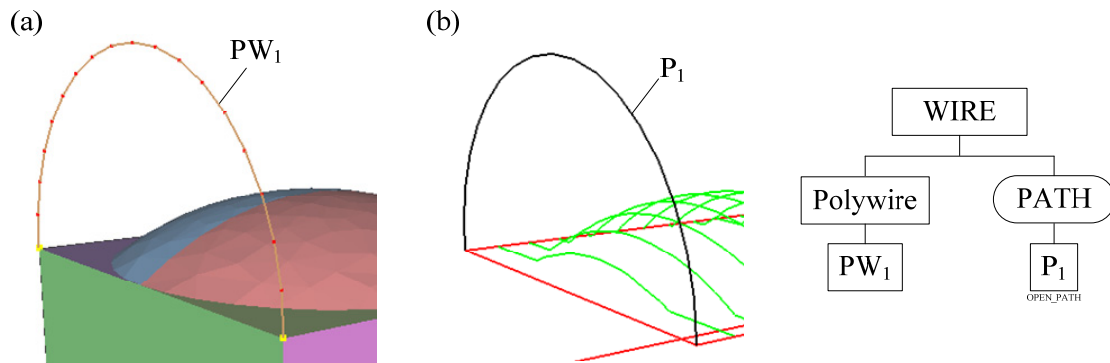 (a)
PW₁
(b)
P₁
WIRE
Polywire
PATH
PW₁
P₁
OPEN_PATH